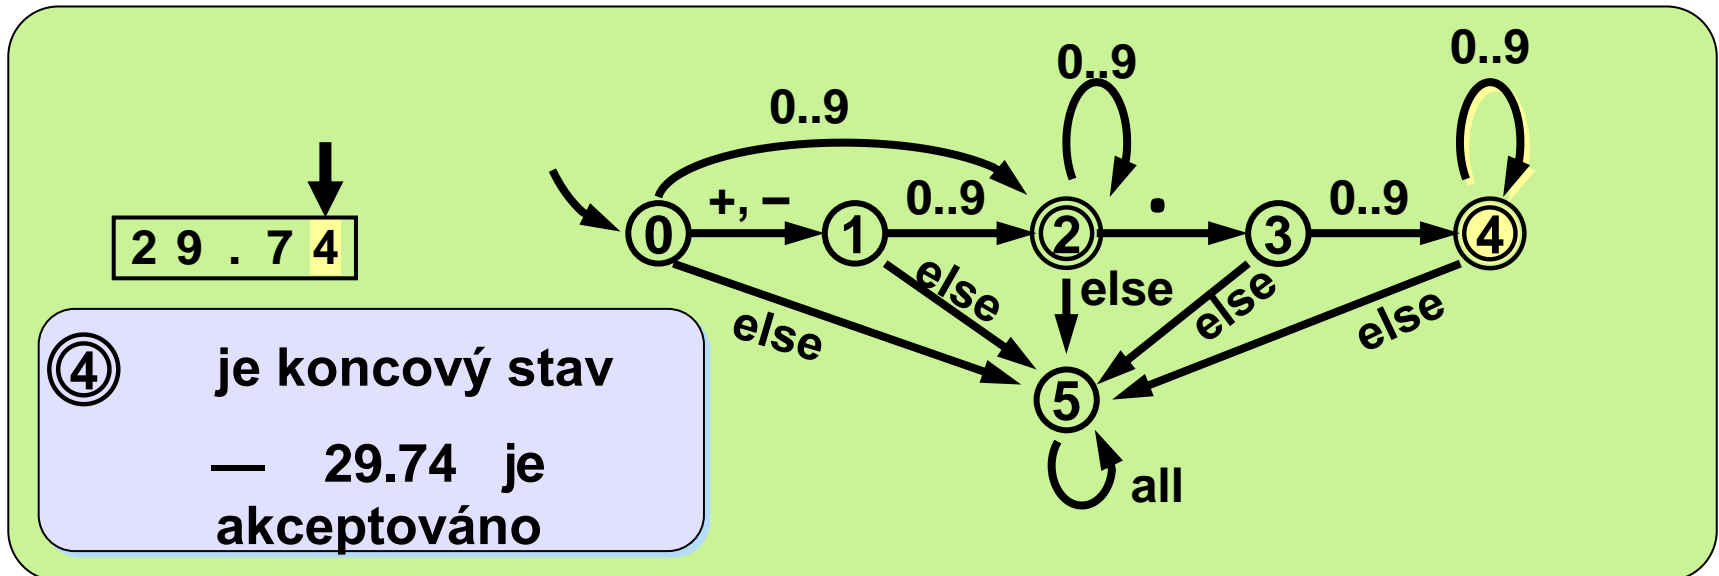 0..9
0..9
0..9
+, −
0..9
.
0..9
2 9 . 7 4
0
1
2
3
4
else
else
else
else
else
4 je koncový stav
— 29.74 je
akceptováno
5
all